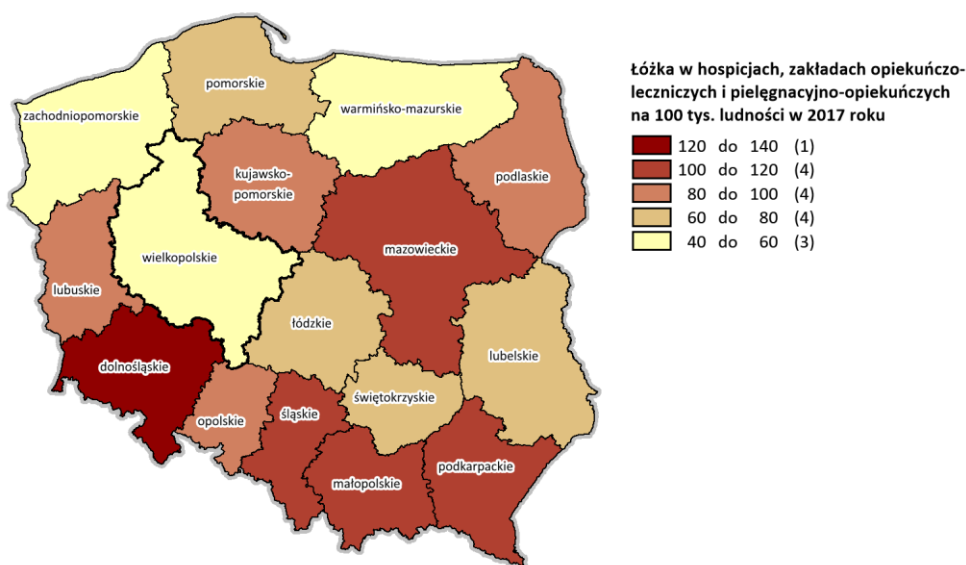 pomorskie
zachodniopomorskie
warmińsko-mazurskie
kujawsko-
pomorskie
podlaskie
wielkopolskie
mazowieckie
lubuskie
łódzkie
lubelskie
dolnośląskie
świętokrzyskie
opolskie
śląskie
podkarpackie
małopolskie
Łóżka w hospicjach, zakładach opiekuńczo-
leczniczych i pielęgnacyjno-opiekuńczych
na 100 tys. ludności w 2017 roku
120 do 140 (1)
100 do 120 (4)
80 do 100 (4)
60 do 80 (4)
40 do 60 (3)